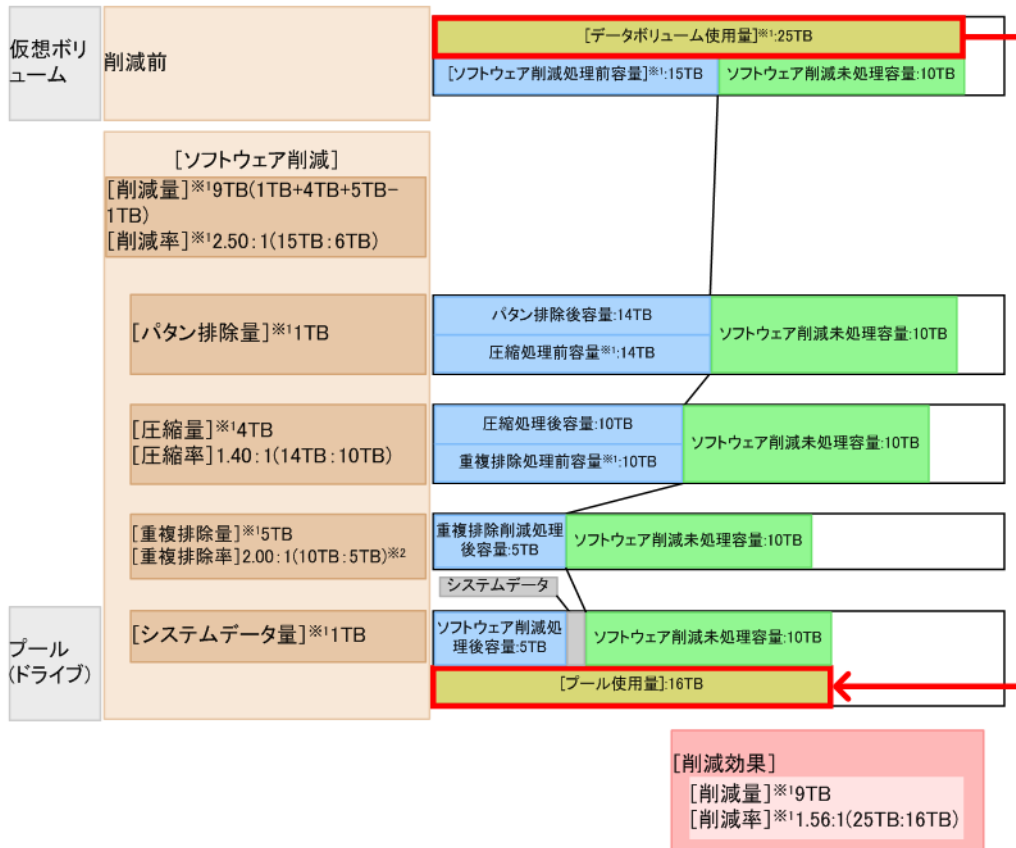 仮想ボリ
ューム
削減前
[データボリューム使用量]※1:25TB
[ソフトウェア削減処理前容量]※1:15TB
ソフトウェア削減未処理容量:10TB
[ソフトウェア削減]
[削減量]※19TB(1TB+4TB+5TB-
1TB)
[削減率]※12.50:1(15TB:6TB)
[パタン排除量]※11TB
パタン排除後容量:14TB
圧縮処理前容量※1:14TB
ソフトウェア削減未処理容量:10TB
[圧縮量]※14TB
[圧縮率]1.40:1(14TB:10TB)
圧縮処理後容量:10TB
重複排除処理前容量※1:10TB
ソフトウェア削減未処理容量:10TB
[重複排除量]※15TB
[重複排除率]2.00:1(10TB:5TB)※2
重複排除削減処理
後容量:5TB
ソフトウェア削減未処理容量:10TB
システムデータ
プール
(ドライブ)
[システムデータ量]※11TB
ソフトウェア削減処
理後容量:5TB
ソフトウェア削減未処理容量:10TB
[プール使用量]:16TB
[削減効果]
[削減量]※19TB
[削減率]※11.56:1(25TB:16TB)